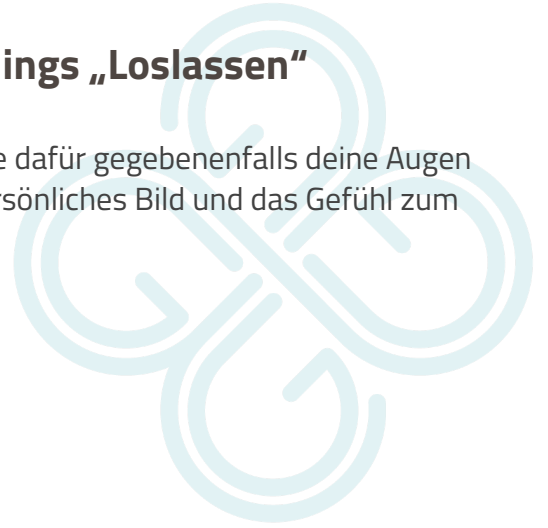 ings „Loslassen“
e dafür gegebenenfalls deine Augen
rsönliches Bild und das Gefühl zum